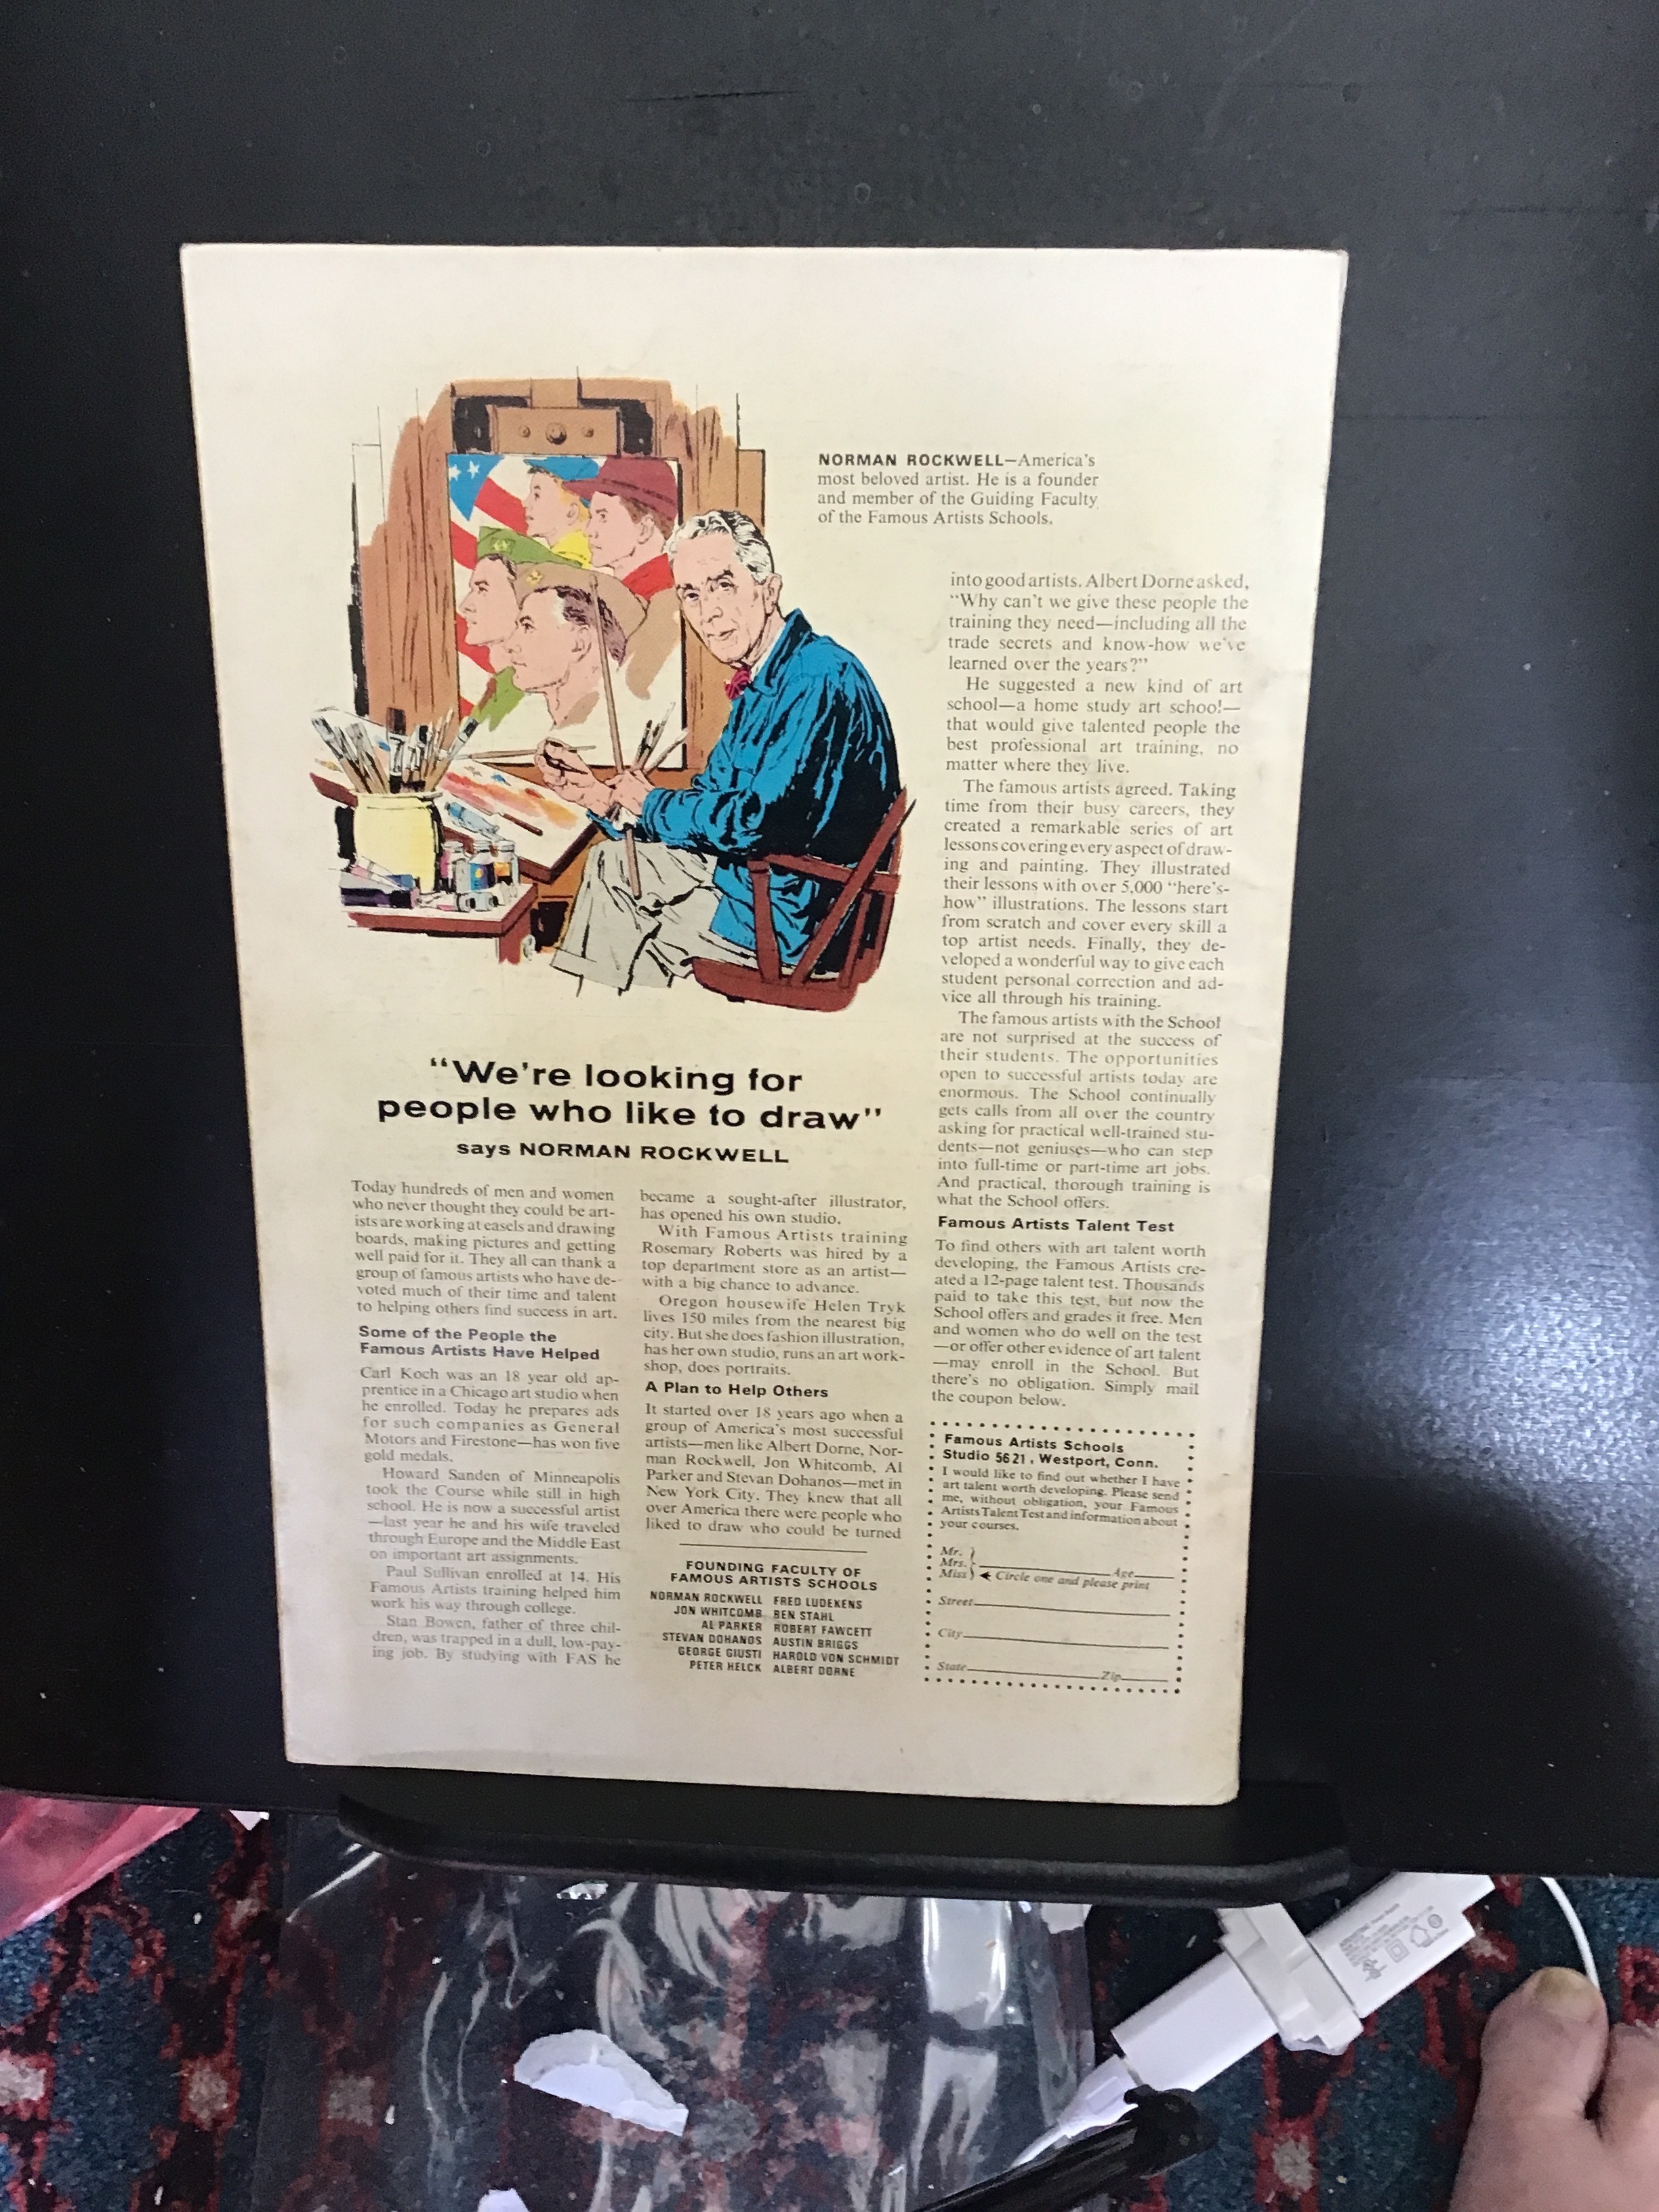 NORMAN ROCKWELL—America's
most beloved artist. He is a founder
and member of the Guiding Faculty
of the Famous Artists Schools.
"We're looking for
people who like to draw"
says NORMAN ROCKWELL
Today hundreds of men and women
who never thought they could be art-
ists are working at easels and drawing
boards, making pictures and getting
well paid for it. They all can thank a
group of famous artists who have de-
voted much of their time and talent
to helping others find success in art.
Some of the People the
Famous Artists Have Helped
Carl Koch was an 18 year old ap-
prentice in a Chicago art studio when
he enrolled. Today he prepares ads
for such companies as General
Motors and Firestone—has won five
gold medals.
Howard Sanden of Minneapolis
took the Course while still in high
school. He is now a successful artist
—last year he and his wife traveled
through Europe and the Middle East
on important art assignments.
Paul Sullivan enrolled at 14. His
Famous Artists training helped him
work his way through college.
Stan Bowen, father of three chil-
dren, was trapped in a dull, low-pay-
ing job. By studying with FAS he
became a sought-after illustrator,
has opened his own studio.
With Famous Artists training
Rosemary Roberts was hired by a
top department store as an artist—
with a big chance to advance.
Oregon housewife Helen Tryk
lives 150 miles from the nearest big
city. But she does fashion illustration,
has her own studio, runs an art work-
shop, does portraits.
A Plan to Help Others
It started over 18 years ago when a
group of America's most successful
artists—men like Albert Dorne, Nor-
man Rockwell, Jon Whitcomb, Al
Parker and Stevan Dohanos—met in
New York City. They knew that all
over America there were people who
liked to draw who could be turned
FOUNDING FACULTY OF
FAMOUS ARTISTS SCHOOLS
NORMAN ROCKWELL FRED LUDEKENS
JON WHITCOMB BEN STAHL
AL PARKER ROBERT FAWCETT
STEVAN DOHANOS AUSTIN BRIGGS
GEORGE GIUSTI HAROLD VON SCHMIDT
PETER HELCK ALBERT DORNE
into good artists. Albert Dorne asked,
"Why can't we give these people the
training they need—including all the
trade secrets and know-how we've
learned over the years?"
He suggested a new kind of art
school—a home study art school—
that would give talented people the
best professional art training, no
matter where they live.
The famous artists agreed. Taking
time from their busy careers, they
created a remarkable series of art
lessons covering every aspect of draw-
ing and painting. They illustrated
their lessons with over 5,000 "here's-
how" illustrations. The lessons start
from scratch and cover every skill a
top artist needs. Finally, they de-
veloped a wonderful way to give each
student personal correction and ad-
vice all through his training.
The famous artists with the School
are not surprised at the success of
their students. The opportunities
open to successful artists today are
enormous. The School continually
gets calls from all over the country
asking for practical well-trained stu-
dents—not geniuses—who can step
into full-time or part-time art jobs.
And practical, thorough training is
what the School offers.
Famous Artists Talent Test
To find others with art talent worth
developing, the Famous Artists cre-
ated a 12-page talent test. Thousands
paid to take this test, but now the
School offers and grades it free. Men
and women who do well on the test
—or offer other evidence of art talent
—may enroll in the School. But
there's no obligation. Simply mail
the coupon below.
Famous Artists Schools
Studio 5621, Westport, Conn.
I would like to find out whether I have
art talent worth developing. Please send
me, without obligation, your Famous
Artists Talent Test and information about
your courses.
Mr.
Mrs. Age
Miss Circle one and please print
Street
City
State Zip